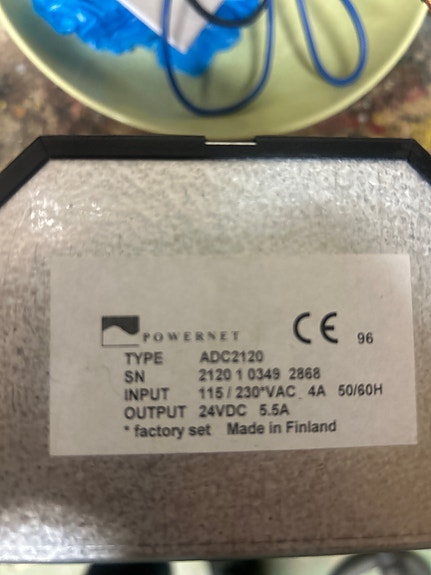 POWERNET
CE 96
TYPE ADC2120
SN 2120 1 0349 2868
INPUT 115 / 230*VAC 4A 50/60H
OUTPUT 24VDC 5.5A
* factory set Made in Finland